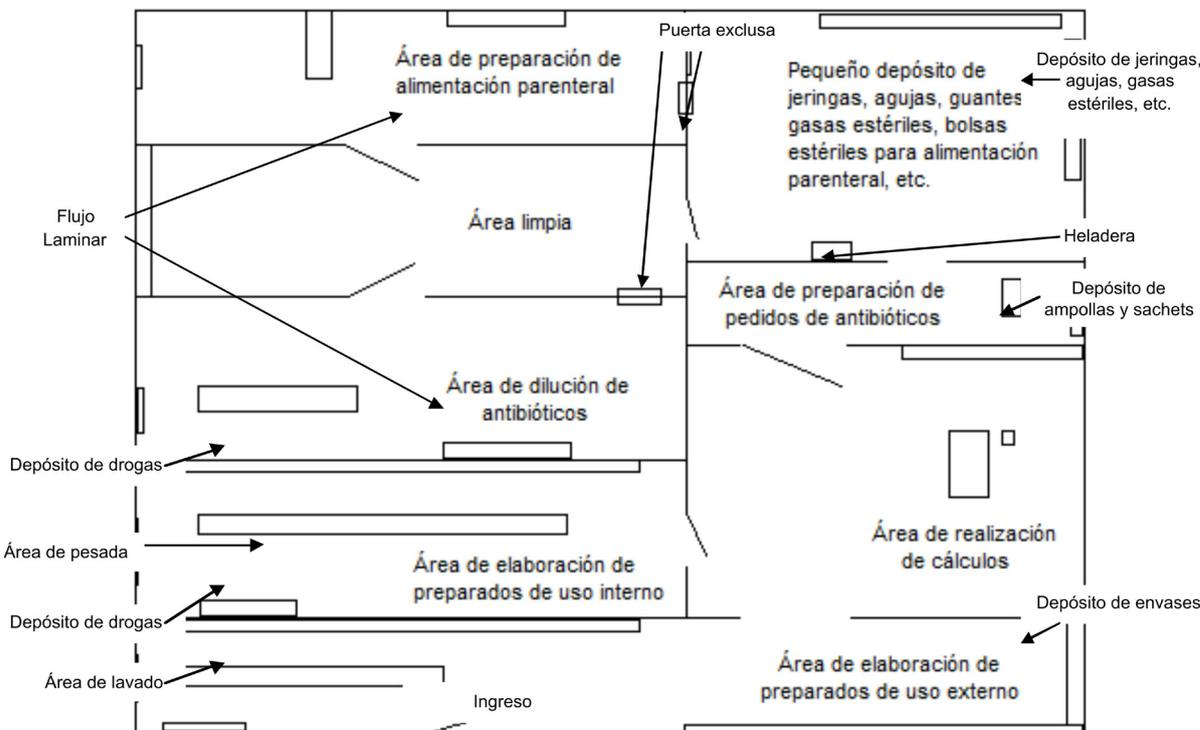 Puerta exclusa
Área de preparación de
alimentación parenteral
Pequeño depósito de
jeringas, agujas, guantes
gasas estériles, bolsas
estériles para alimentación
parenteral, etc.
Depósito de jeringas,
agujas, gasas
estériles, etc.
Flujo
Laminar
Área limpia
Heladera
Área de preparación de
pedidos de antibióticos
Depósito de
ampollas y sachets
Área de dilución de
antibióticos
Depósito de drogas
Área de pesada
Área de elaboración de
preparados de uso interno
Área de realización
de cálculos
Depósito de drogas
Depósito de envases
Área de lavado
Ingreso
Área de elaboración de
preparados de uso externo